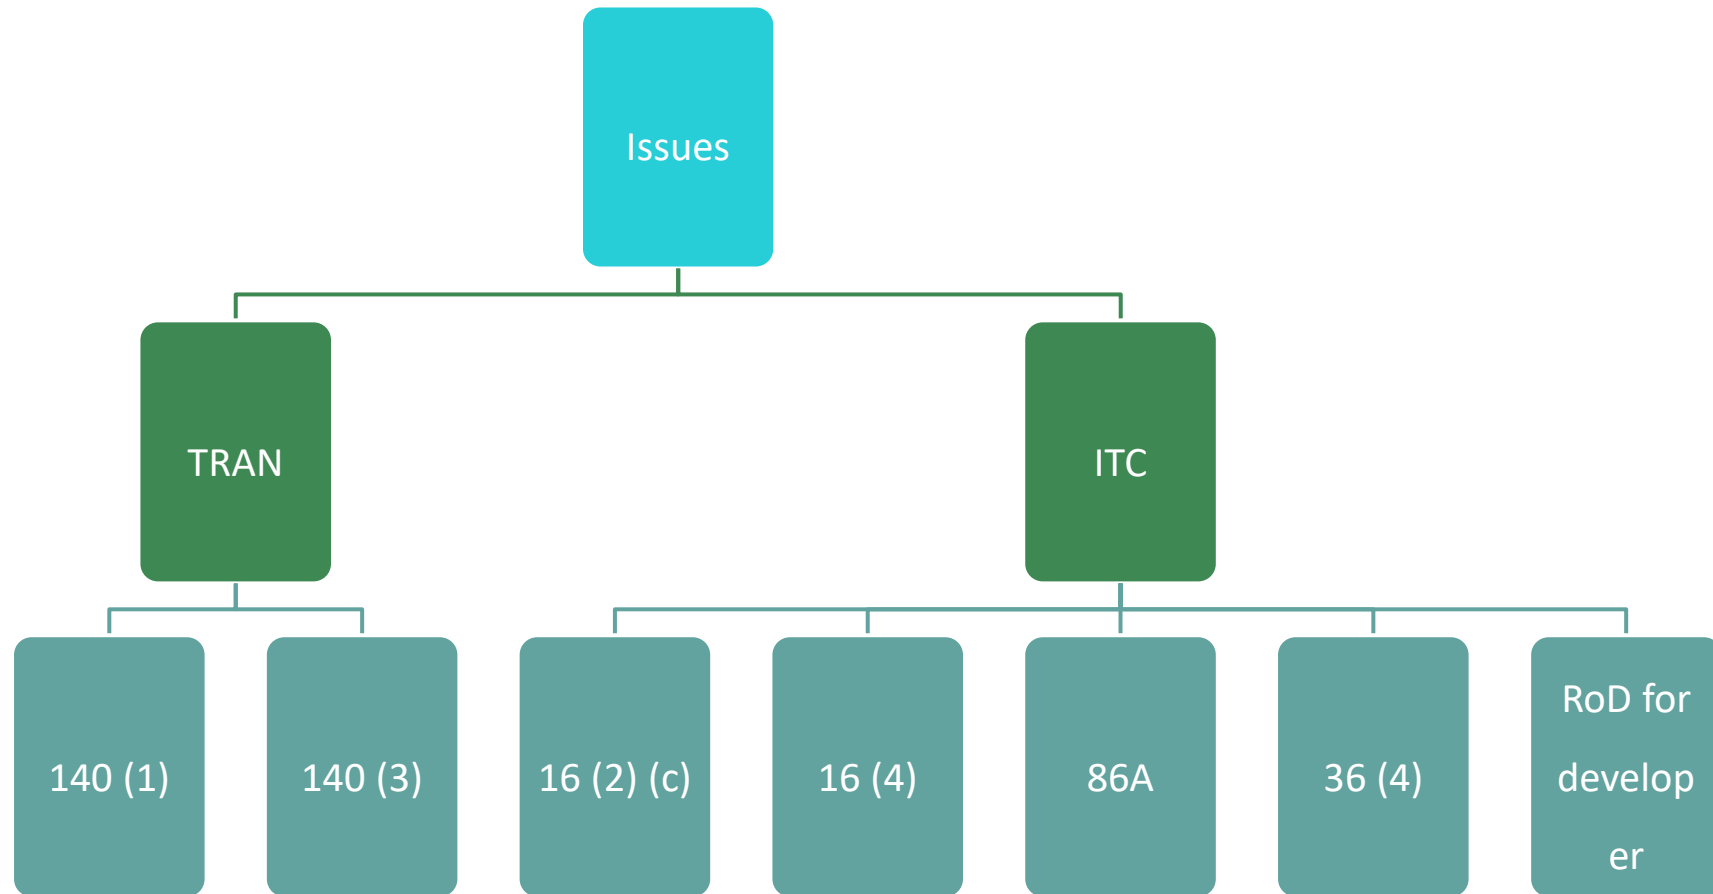 Issues
TRAN
ITC
140 (1)
140 (3)
16 (2) (c)
16 (4)
86A
36 (4)
RoD for
develop
er